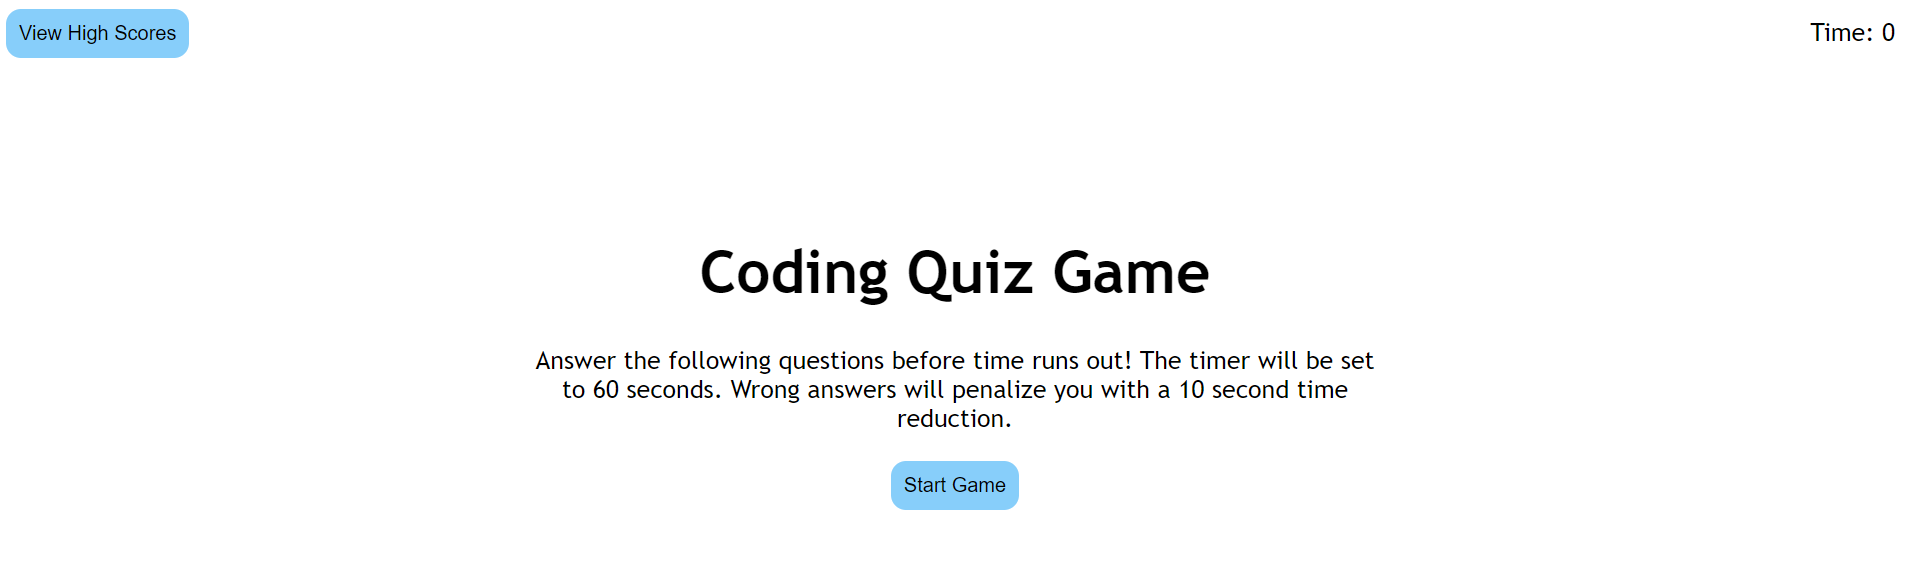 View High Scores
Time: 0
Coding Quiz Game
Answer the following questions before time runs out! The timer will be set
to 60 seconds. Wrong answers will penalize you with a 10 second time
reduction.
Start Game